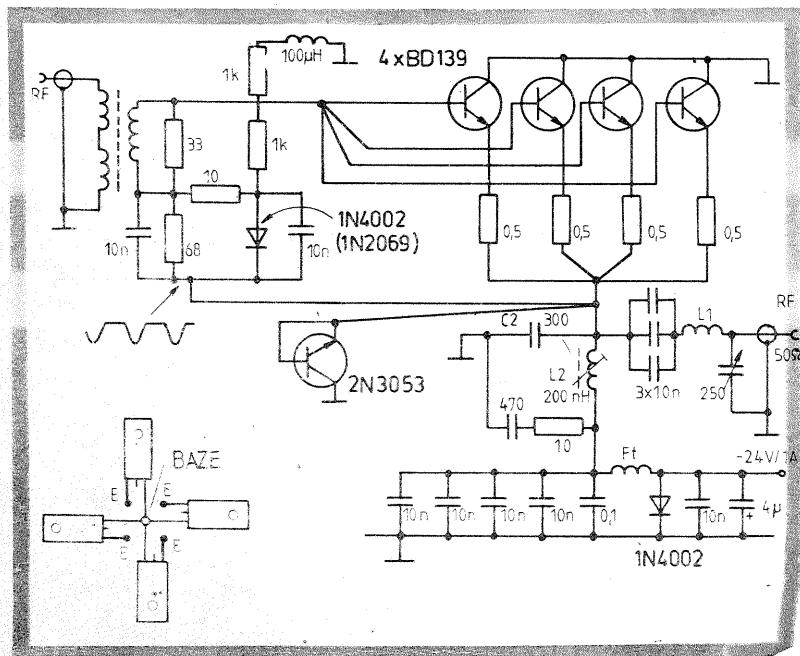 100µH
4xBD139
1k
RF
33
1k
10
1N4002
(1N2069)
10n
68
10n
0,5
0,5
0,5
0,5
C2
300
L1
RF
50Ω
2N3053
L2
200nH
3x10n
250
470
10
BAZE
Ft
-24V/1A
E
E
E
E
10n
10n
10n
10n
0,1
10n
+
4µ
1N4002